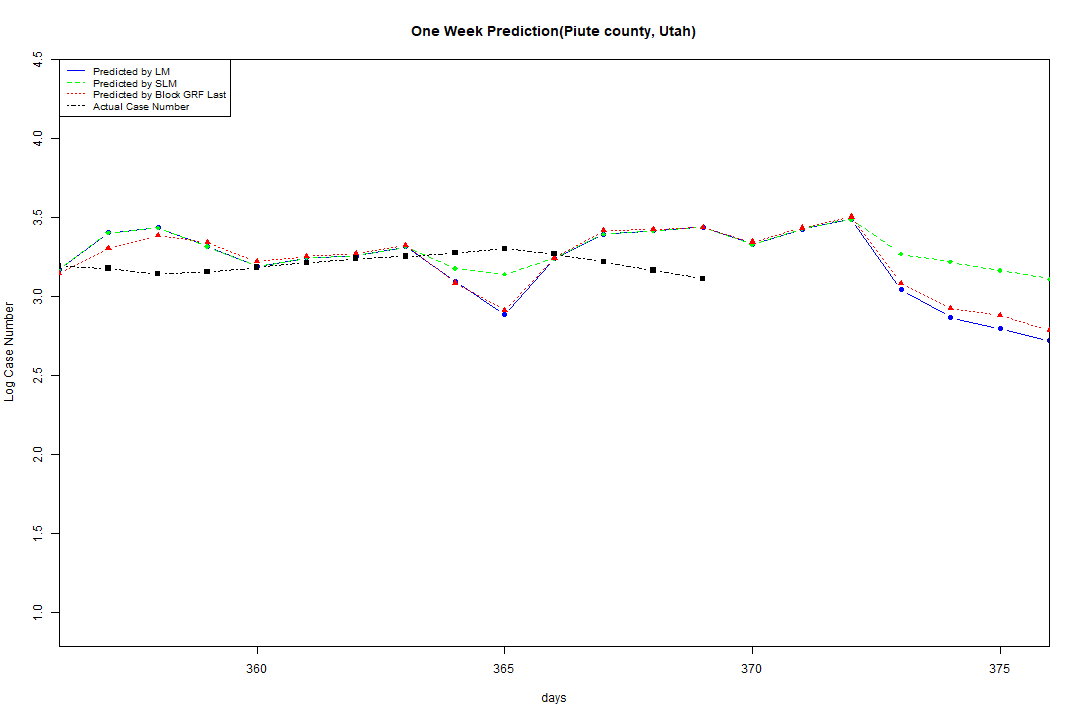 One Week Prediction(Piute county, Utah)
4.5
4.0
3.5
3.0
2.5
2.0
1.5
1.0
Log Case Number
Predicted by LM
Predicted by SLM
Predicted by Block GRF Last
Actual Case Number
360 365 370 375
days